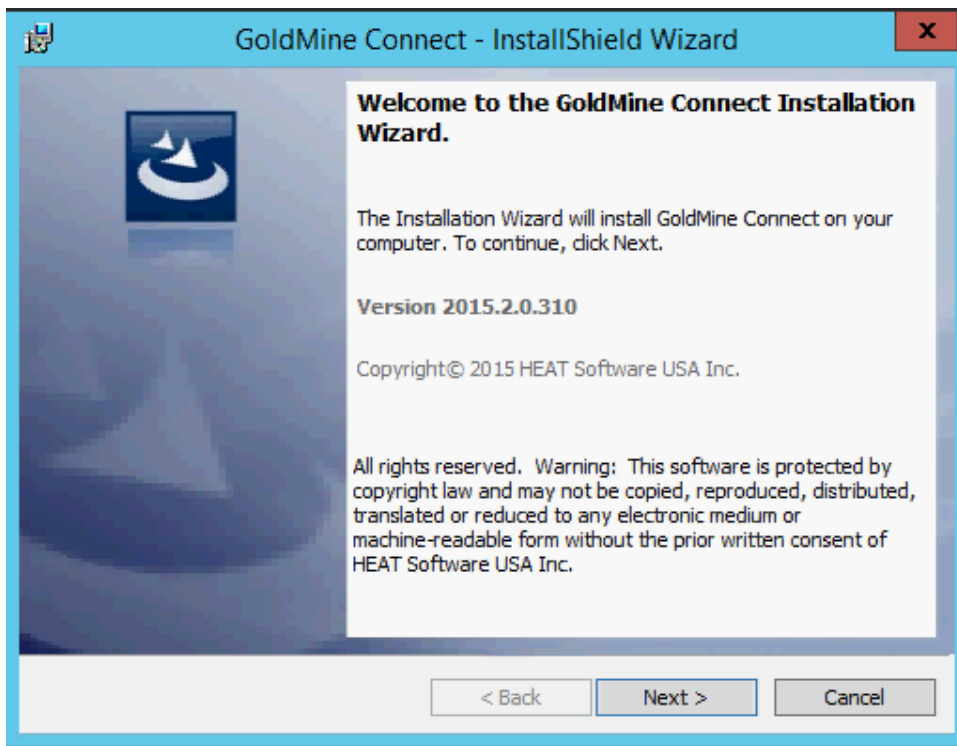 GoldMine Connect - InstallShield Wizard
x
Welcome to the GoldMine Connect Installation
Wizard.
The Installation Wizard will install GoldMine Connect on your
computer. To continue, click Next.
Version 2015.2.0.310
Copyright© 2015 HEAT Software USA Inc.
All rights reserved.  Warning:  This software is protected by
copyright law and may not be copied, reproduced, distributed,
translated or reduced to any electronic medium or
machine-readable form without the prior written consent of
HEAT Software USA Inc.
< Back
Next >
Cancel